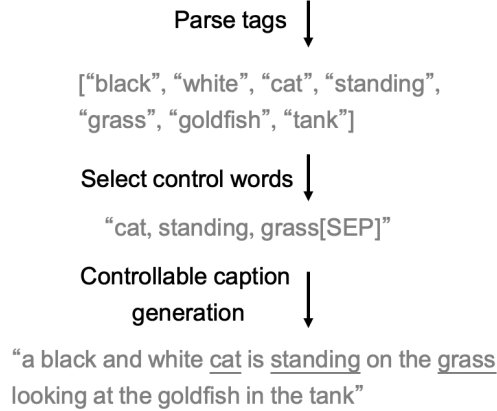 Parse tags
[“black”, “white”, “cat”, “standing”,
“grass”, “goldfish”, “tank”]
Select control words
“cat, standing, grass[SEP]”
Controllable caption
generation
“a black and white cat is standing on the grass
looking at the goldfish in the tank”